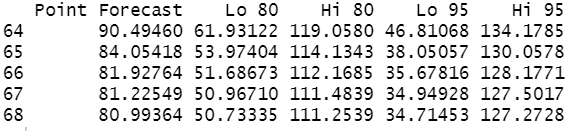 Point Forecast Lo 80 Hi 80 Lo 95 Hi 95
64 90.49460 61.93122 119.0580 46.81068 134.1785
65 84.05418 53.97404 114.1343 38.05057 130.0578
66 81.92764 51.68673 112.1685 35.67816 128.1771
67 81.22549 50.96710 111.4839 34.94928 127.5017
68 80.99364 50.73335 111.2539 34.71453 127.2728